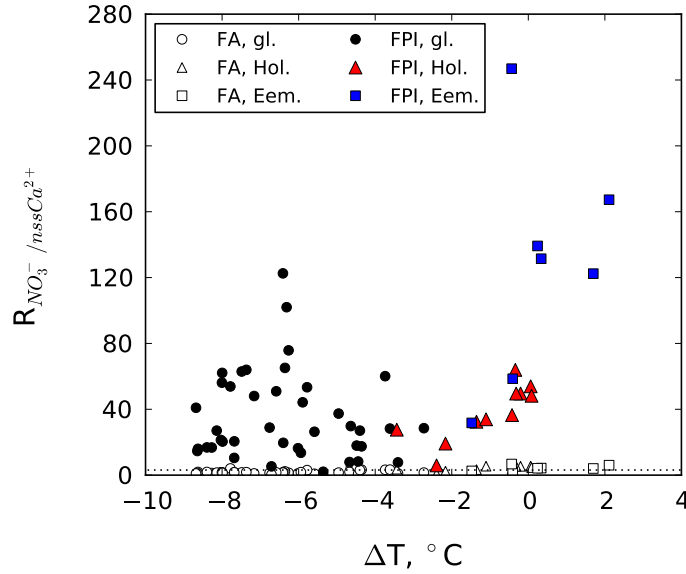 280
240
200
160
120
80
40
0
R_{NO_3^- /nssCa^{2+}}
FA, gl.
FA, Hol.
FA, Eem.
FPI, gl.
FPI, Hol.
FPI, Eem.
−10 −8 −6 −4 −2 0 2 4
ΔT, °C